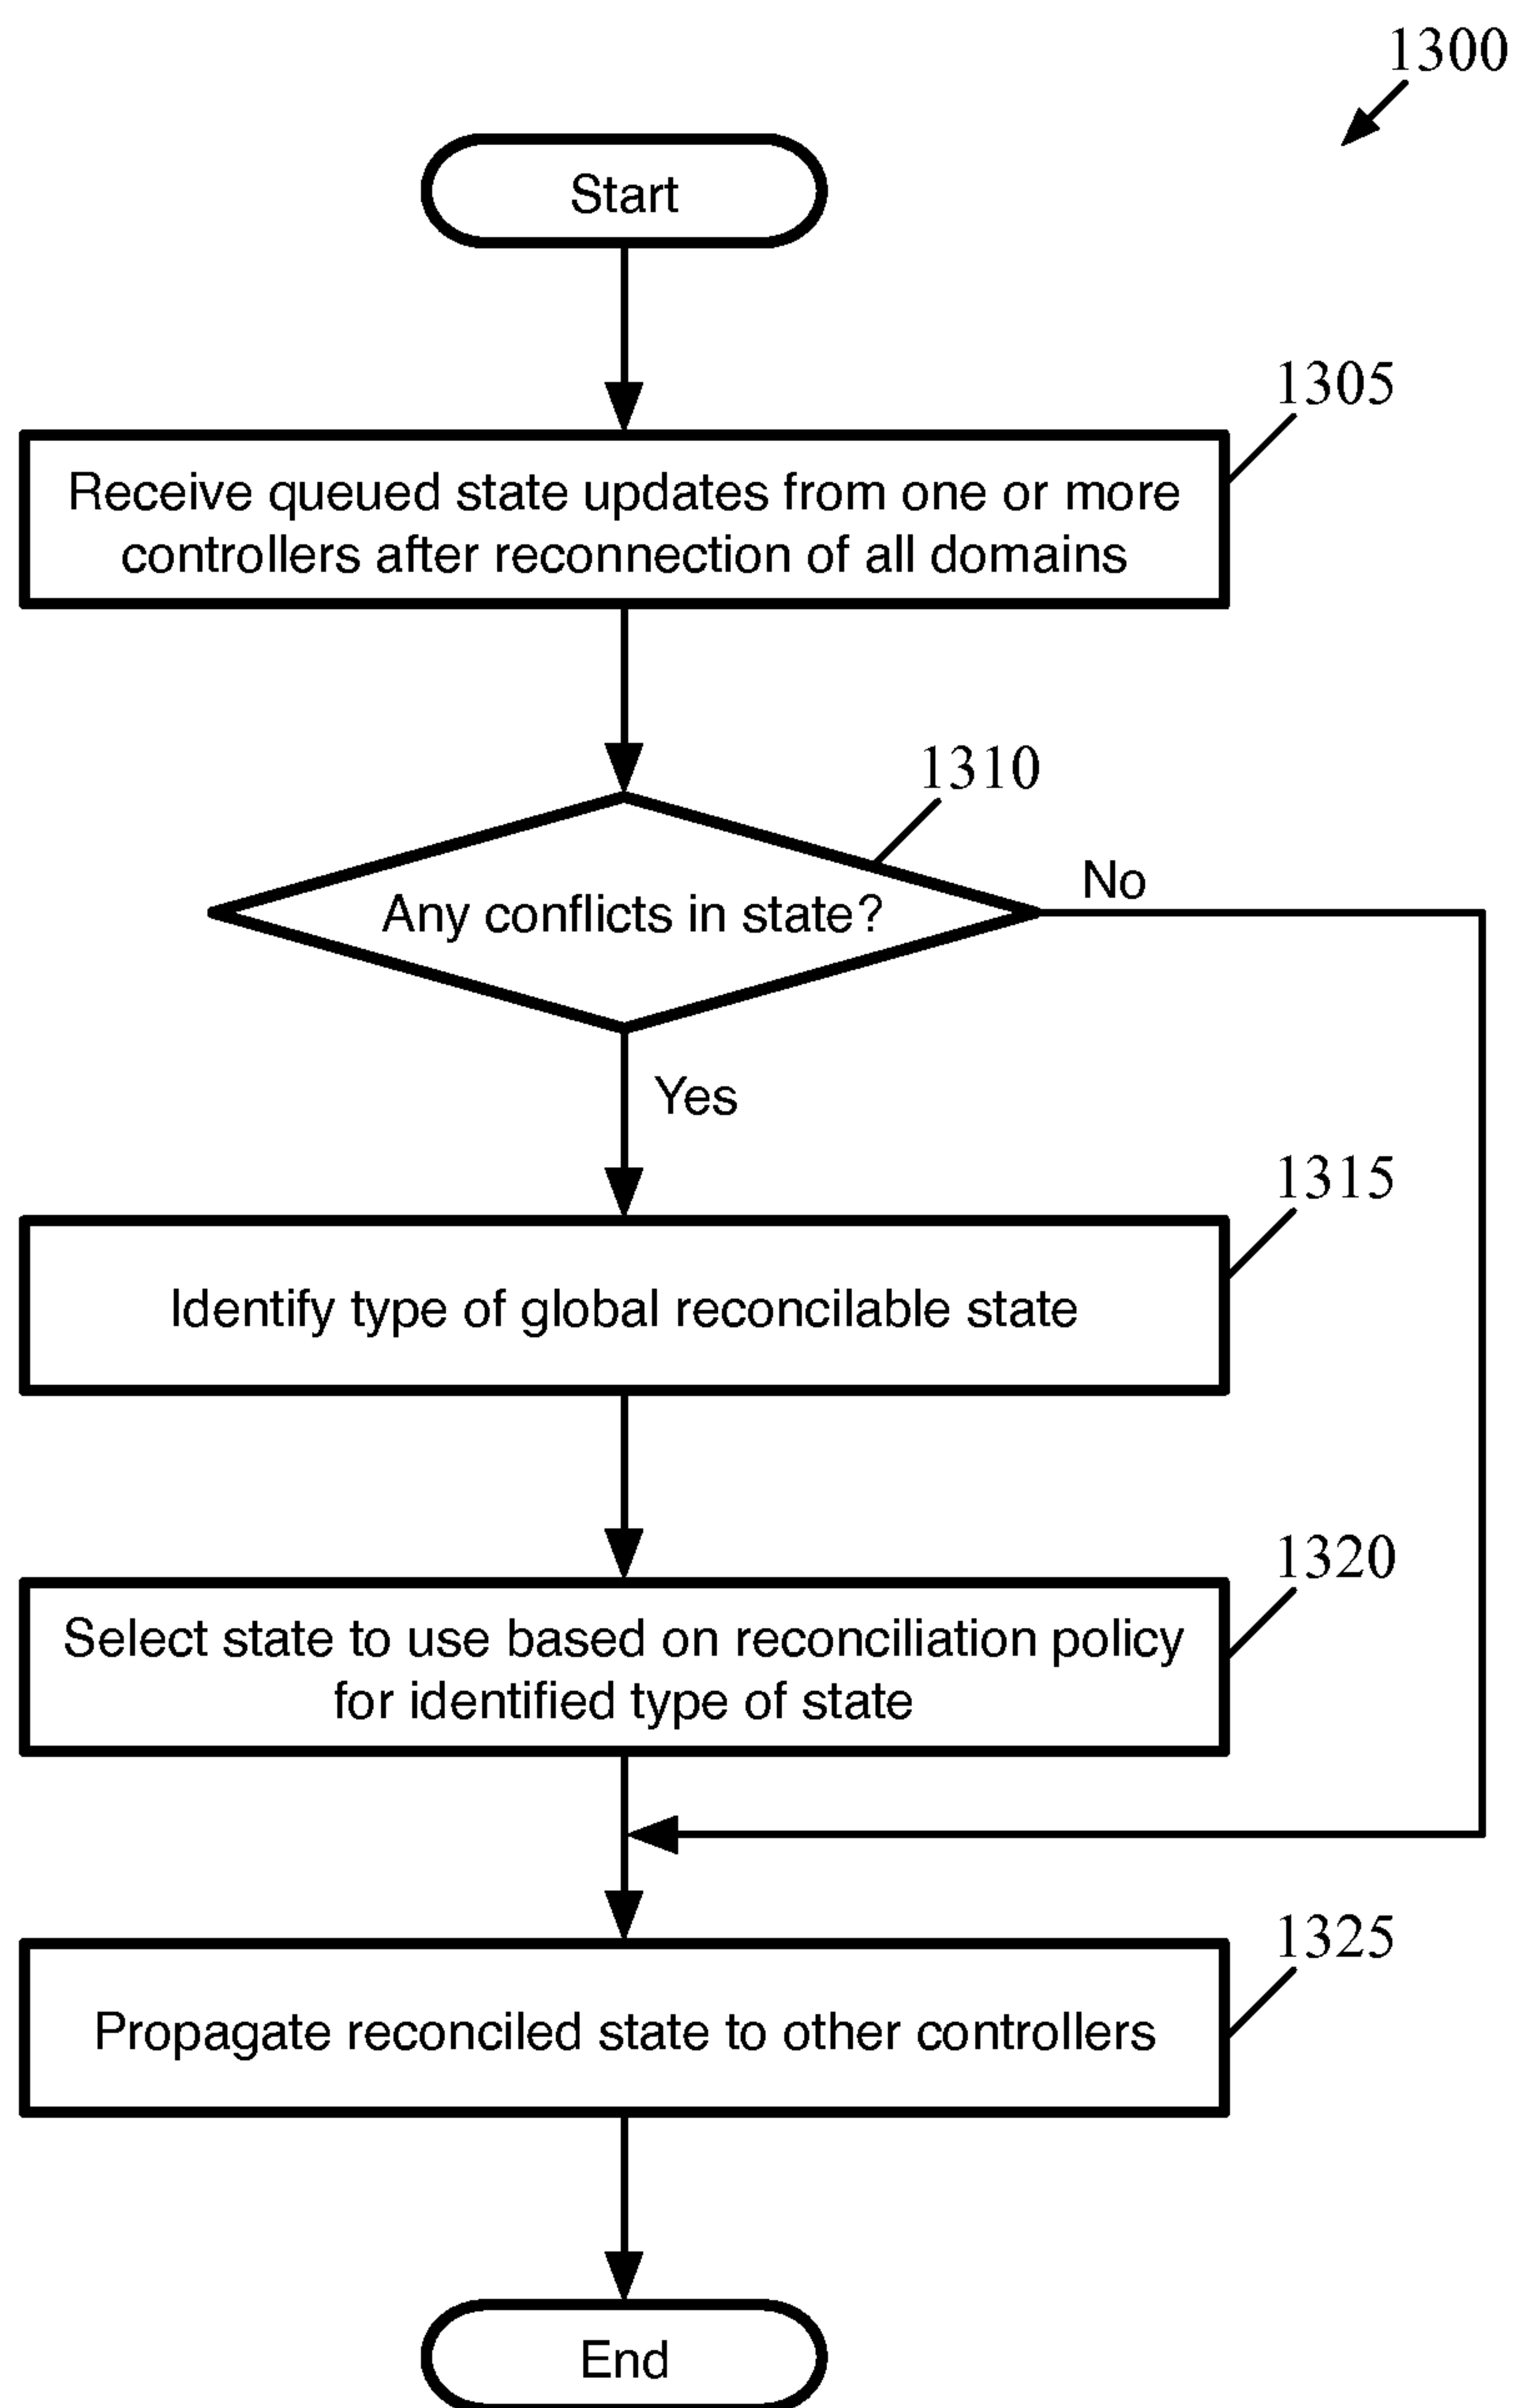 1300
Start
1305
Receive queued state updates from one or more
controllers after reconnection of all domains
1310
Any conflicts in state?
No
Yes
1315
Identify type of global reconcilable state
1320
Select state to use based on reconciliation policy
for identified type of state
1325
Propagate reconciled state to other controllers
End